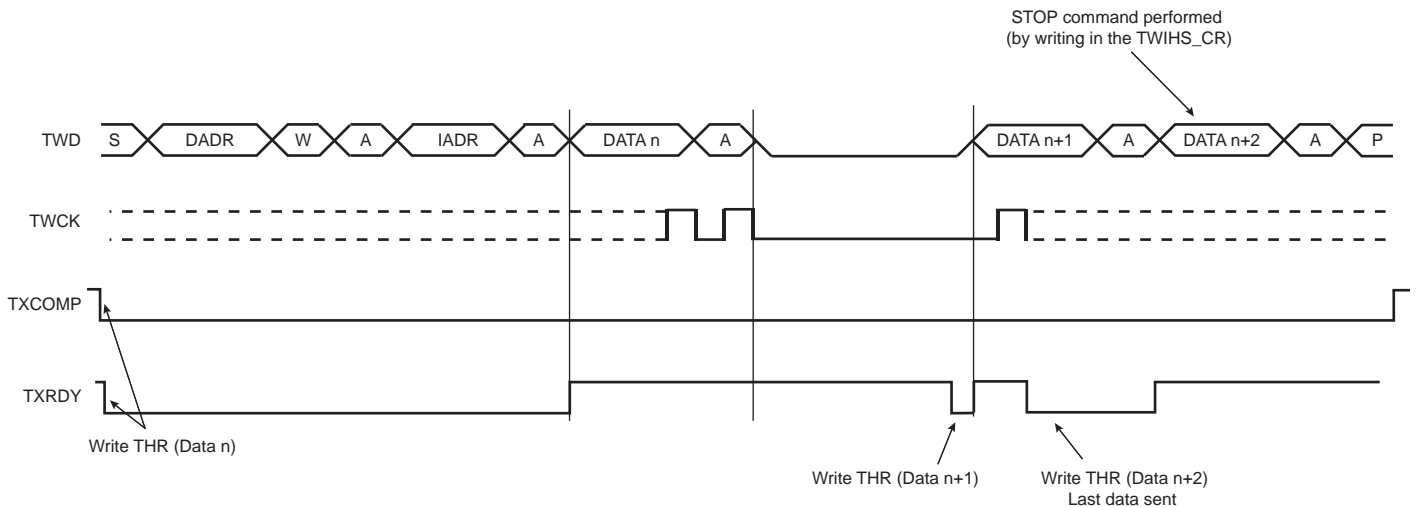 STOP command performed
(by writing in the TWIHS_CR)
TWD S DADR W A IADR A DATA n A DATA n+1 A DATA n+2 A P
TWCK
TXCOMP
TXRDY
Write THR (Data n)
Write THR (Data n+1)
Write THR (Data n+2)
Last data sent